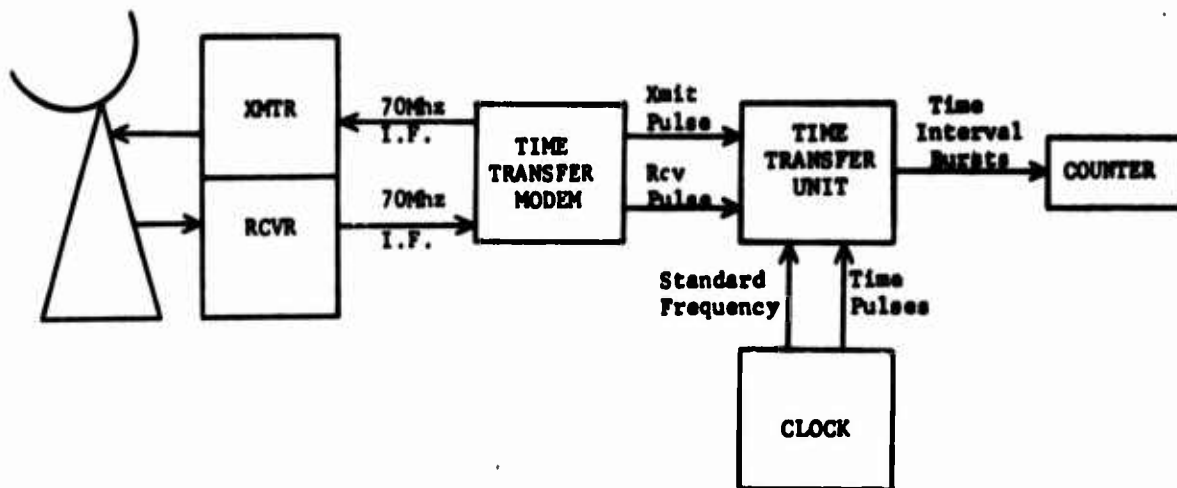 XMTR
RCVR
70Mhz
I.F.
70Mhz
I.F.
TIME
TRANSFER
MODEM
Xmit
Pulse
Rcv
Pulse
TIME
TRANSFER
UNIT
Time
Interval
Bursts
COUNTER
Standard
Frequency
Time
Pulses
CLOCK